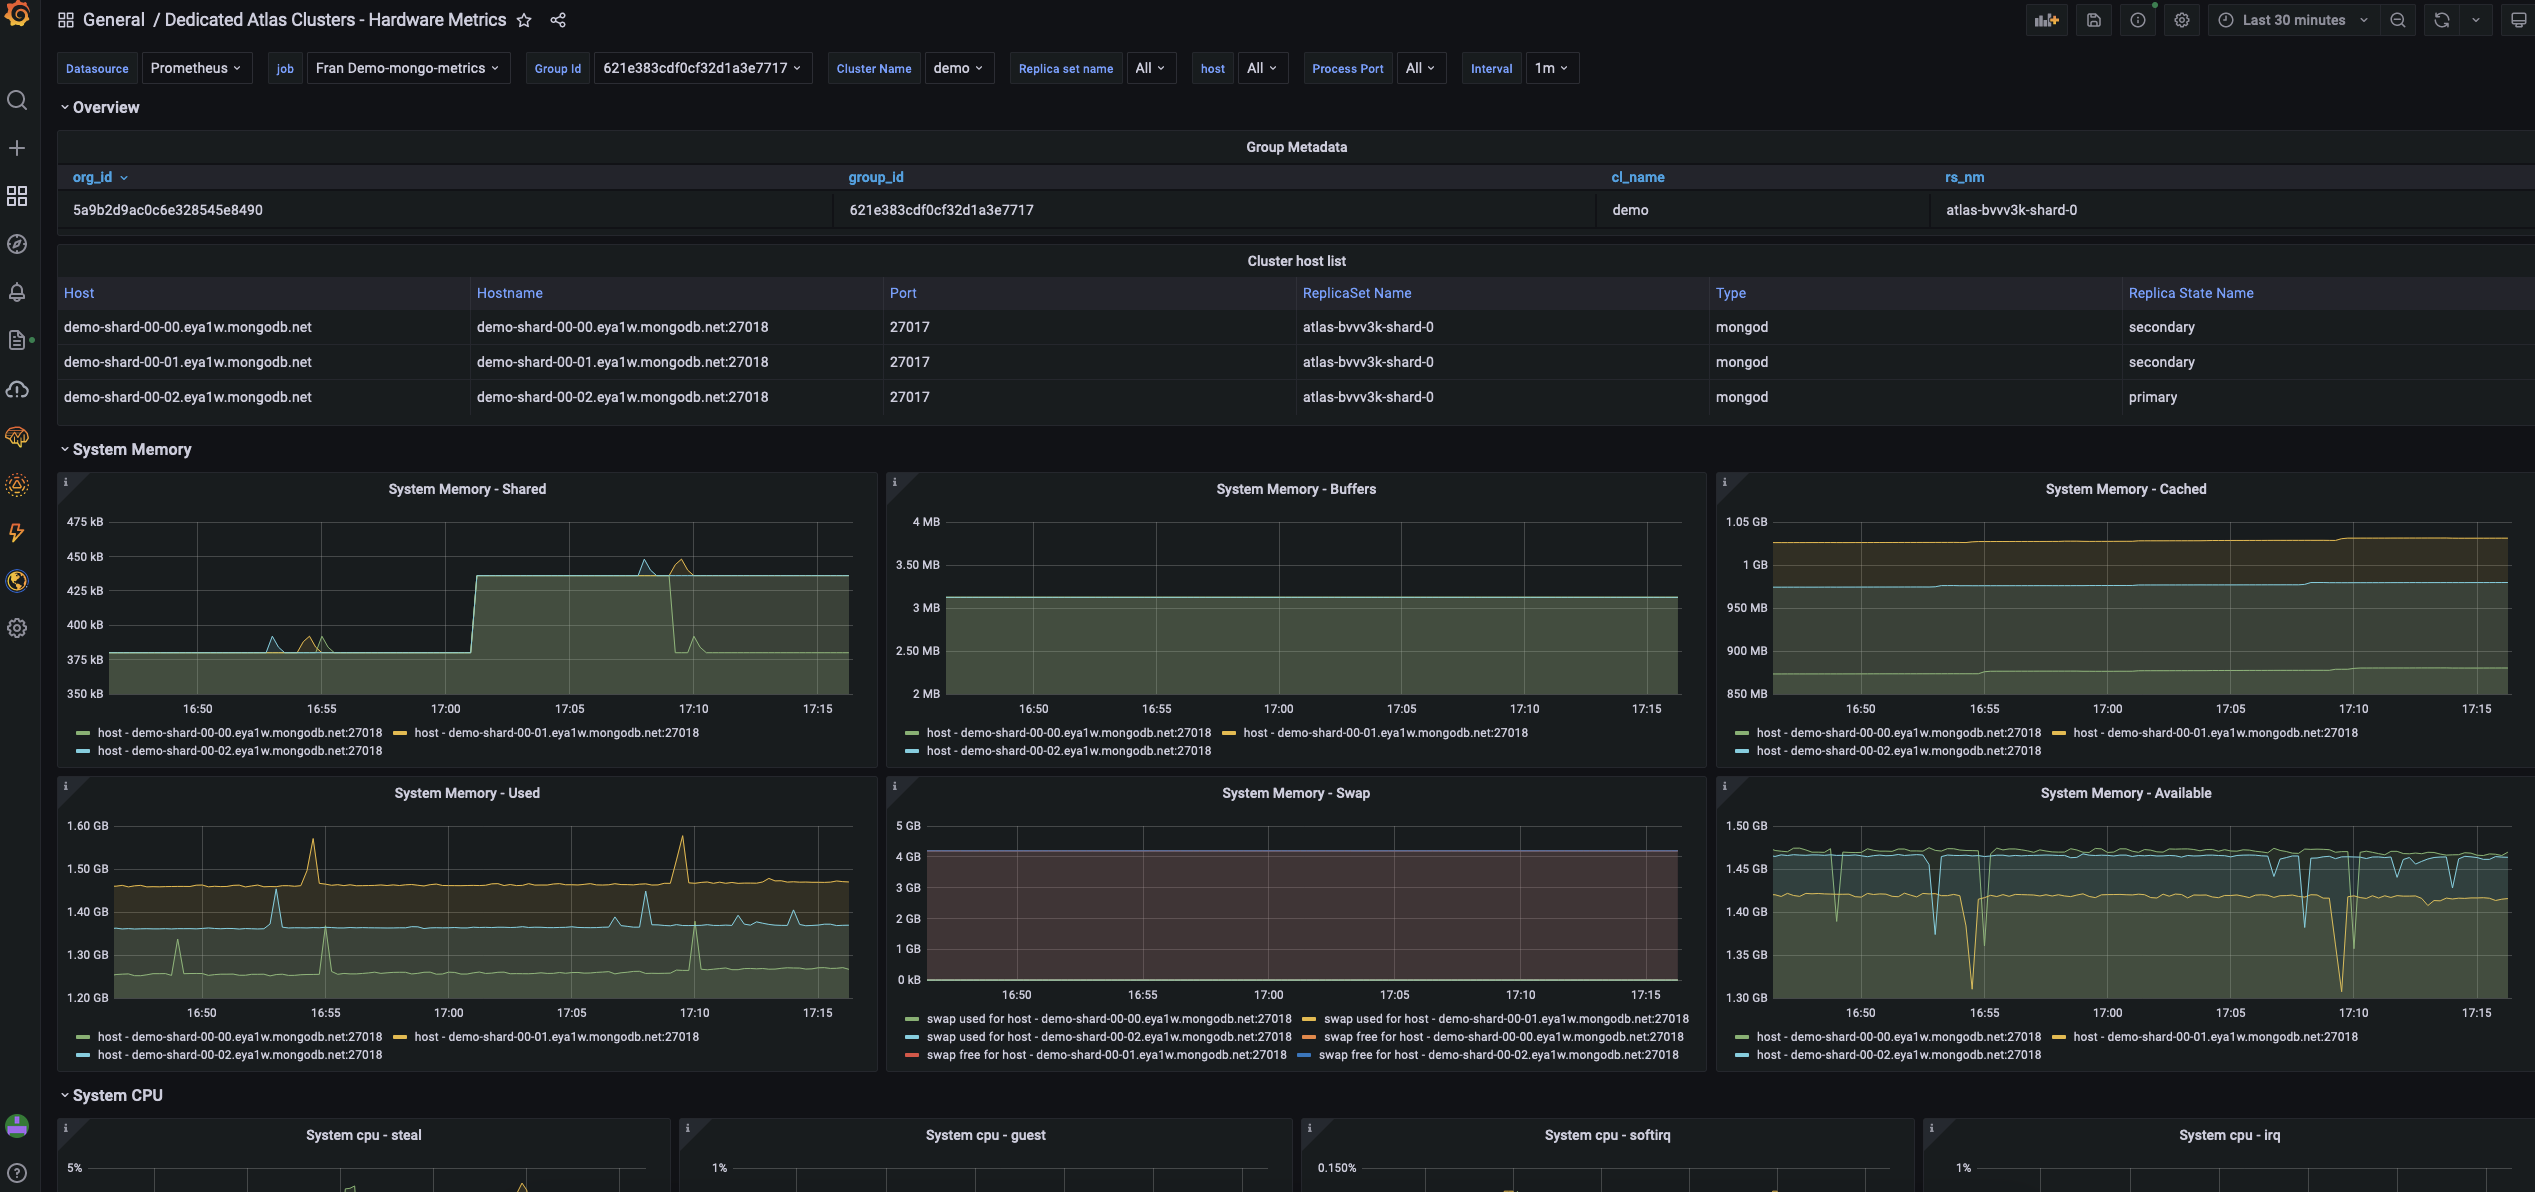 General / Dedicated Atlas Clusters - Hardware Metrics
Last 30 minutes
Datasource Prometheus job Fran Demo-mongo-metrics Group Id 621e383cdf0cf32d1a3e7717 Cluster Name demo Replica set name All host All Process Port All Interval 1m
Overview
Group Metadata
org_id group_id cl_name rs_nm
5a9b2d9ac0c6e328545e8490 621e383cdf0cf32d1a3e7717 demo atlas-bvvv3k-shard-0
Cluster host list
Host Hostname Port ReplicaSet Name Type Replica State Name
demo-shard-00-00.eya1w.mongodb.net demo-shard-00-00.eya1w.mongodb.net:27018 27017 atlas-bvvv3k-shard-0 mongod secondary
demo-shard-00-01.eya1w.mongodb.net demo-shard-00-01.eya1w.mongodb.net:27018 27017 atlas-bvvv3k-shard-0 mongod secondary
demo-shard-00-02.eya1w.mongodb.net demo-shard-00-02.eya1w.mongodb.net:27018 27017 atlas-bvvv3k-shard-0 mongod primary
System Memory
System Memory - Shared
475 kB
450 kB
425 kB
400 kB
375 kB
350 kB
16:50 16:55 17:00 17:05 17:10 17:15
host - demo-shard-00-00.eya1w.mongodb.net:27018 host - demo-shard-00-01.eya1w.mongodb.net:27018
host - demo-shard-00-02.eya1w.mongodb.net:27018
System Memory - Buffers
4 MB
3.50 MB
3 MB
2.50 MB
2 MB
16:50 16:55 17:00 17:05 17:10 17:15
host - demo-shard-00-00.eya1w.mongodb.net:27018 host - demo-shard-00-01.eya1w.mongodb.net:27018
host - demo-shard-00-02.eya1w.mongodb.net:27018
System Memory - Cached
1.05 GB
1 GB
950 MB
900 MB
850 MB
16:50 16:55 17:00 17:05 17:10 17:15
host - demo-shard-00-00.eya1w.mongodb.net:27018 host - demo-shard-00-01.eya1w.mongodb.net:27018
host - demo-shard-00-02.eya1w.mongodb.net:27018
System Memory - Used
1.60 GB
1.50 GB
1.40 GB
1.30 GB
1.20 GB
16:50 16:55 17:00 17:05 17:10 17:15
host - demo-shard-00-00.eya1w.mongodb.net:27018 host - demo-shard-00-01.eya1w.mongodb.net:27018
host - demo-shard-00-02.eya1w.mongodb.net:27018
System Memory - Swap
5 GB
4 GB
3 GB
2 GB
1 GB
0 kB
16:50 16:55 17:00 17:05 17:10 17:15
swap used for host - demo-shard-00-00.eya1w.mongodb.net:27018 swap used for host - demo-shard-00-01.eya1w.mongodb.net:27018
swap used for host - demo-shard-00-02.eya1w.mongodb.net:27018 swap free for host - demo-shard-00-00.eya1w.mongodb.net:27018
swap free for host - demo-shard-00-01.eya1w.mongodb.net:27018 swap free for host - demo-shard-00-02.eya1w.mongodb.net:27018
System Memory - Available
1.50 GB
1.45 GB
1.40 GB
1.35 GB
1.30 GB
16:50 16:55 17:00 17:05 17:10 17:15
host - demo-shard-00-00.eya1w.mongodb.net:27018 host - demo-shard-00-01.eya1w.mongodb.net:27018
host - demo-shard-00-02.eya1w.mongodb.net:27018
System CPU
System cpu - steal
5%
System cpu - guest
1%
System cpu - softirq
0.150%
System cpu - irq
1%